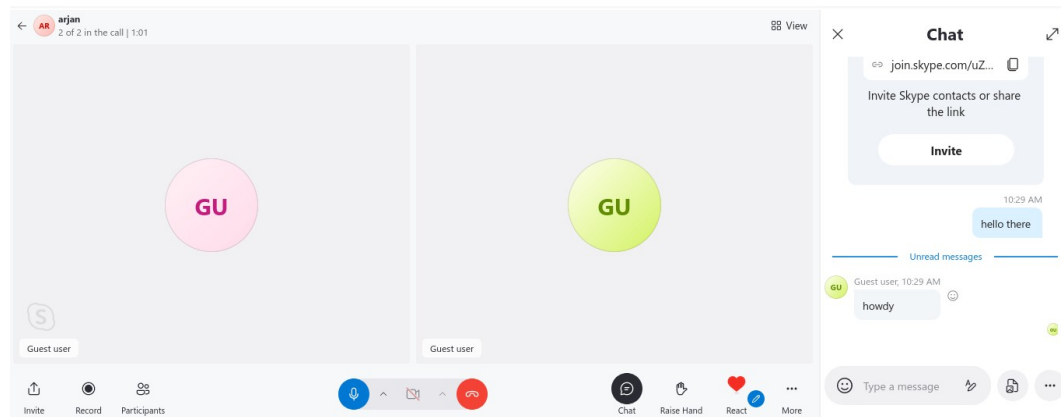 AR
arjan
2 of 2 in the call | 1:01
View
GU
Guest user
GU
Guest user
Invite
Record
Participants
Chat
Raise Hand
React
More
Chat
join.skype.com/uZ...
Invite Skype contacts or share
the link
Invite
10:29 AM
hello there
Unread messages
GU
Guest user, 10:29 AM
howdy
GU
Type a message